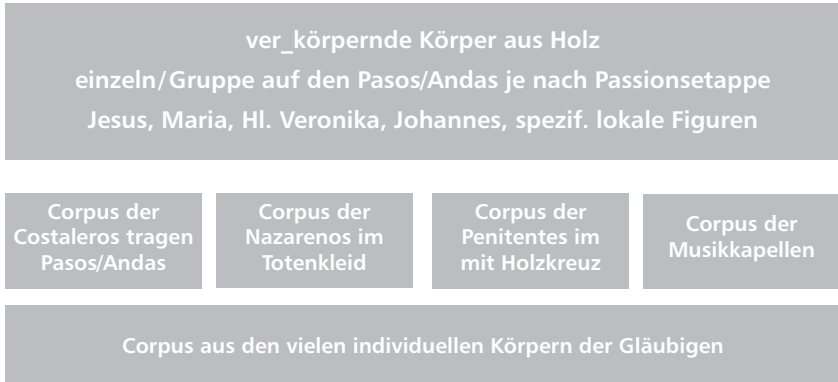 ver_körpernde Körper aus Holz
einzeln/Gruppe auf den Pasos/Andas je nach Passionsetappe
Jesus, Maria, Hl. Veronika, Johannes, spezif. lokale Figuren
Corpus der
Costaleros tragen
Pasos/Andas
Corpus der
Nazarenos im
Totenkleid
Corpus der
Penitentes im
mit Holzkreuz
Corpus der
Musikkapellen
Corpus aus den vielen individuellen Körpern der Gläubigen